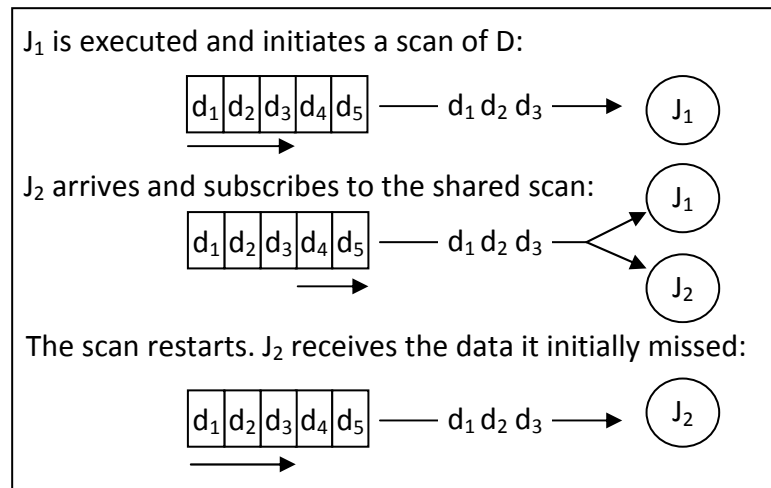 J₁ is executed and initiates a scan of D:
d₁ d₂ d₃ d₄ d₅ d₁ d₂ d₃ J₁
J₂ arrives and subscribes to the shared scan:
J₁
d₁ d₂ d₃ d₄ d₅ d₁ d₂ d₃
J₂
The scan restarts. J₂ receives the data it initially missed:
d₁ d₂ d₃ d₄ d₅ d₁ d₂ d₃ J₂